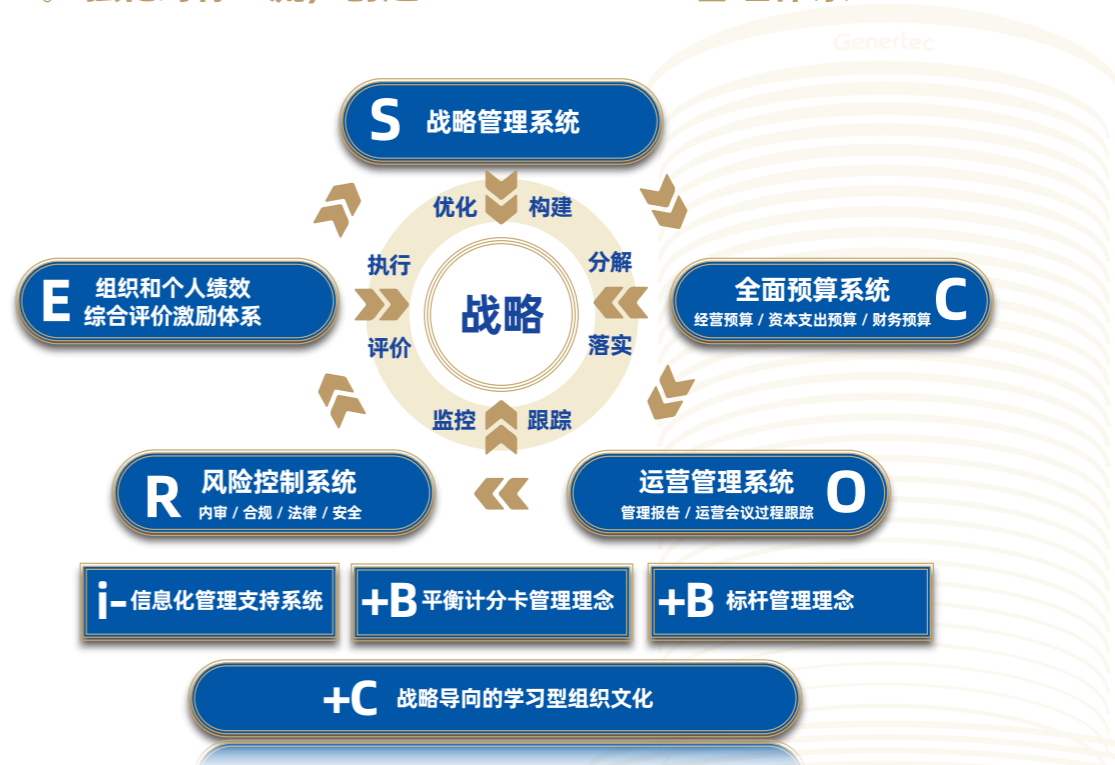 Genertec
S 战略管理系统
优化 构建
执行 分解
战略
评价 落实
监控 跟踪
E 组织和个人绩效
综合评价激励体系
全面预算系统 C
经营预算 / 资本支出预算 / 财务预算
R 风险控制系统
内审 / 合规 / 法律 / 安全
运营管理系统 O
管理报告 / 运营会议过程跟踪
i-信息化管理支持系统
+B 平衡计分卡管理理念
+B 标杆管理理念
+C 战略导向的学习型组织文化